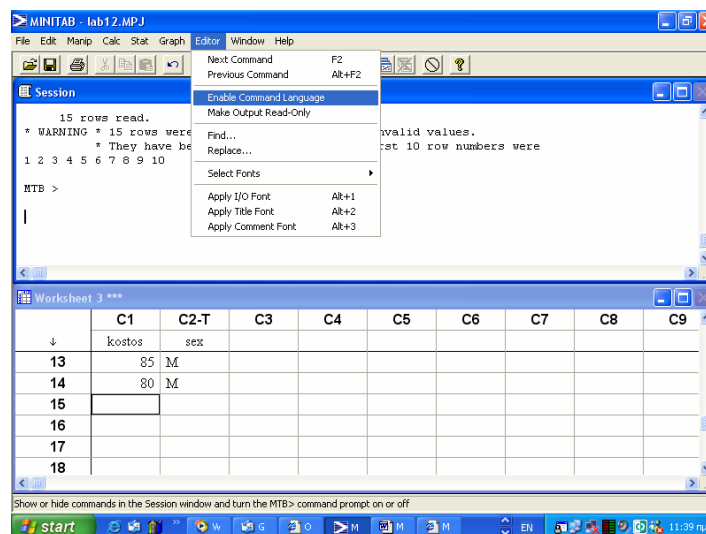 MINITAB - lab12.MPJ
File Edit Manip Calc Stat Graph Editor Window Help
Next Command F2
Previous Command Alt+F2
Enable Command Language
Make Output Read-Only
Find...
Replace...
Select Fonts
Apply I/O Font Alt+1
Apply Title Font Alt+2
Apply Comment Font Alt+3
Session
15 rows read.
* WARNING * 15 rows were nvalid values.
* They have be rst 10 row numbers were
1 2 3 4 5 6 7 8 9 10
MTB >
Worksheet 3 ***
C1 C2-T C3 C4 C5 C6 C7 C8 C9
↓ kostos sex
13 85 M
14 80 M
15
16
17
18
Show or hide commands in the Session window and turn the MTB> command prompt on or off
start W G O M M M EN 11:39 πμ